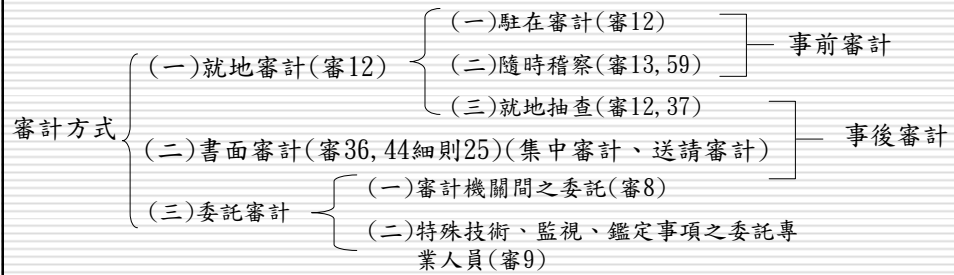 (一)駐在審計(審12)
事前審計
(一)就地審計(審12)
(二)隨時稽察(審13,59)
(三)就地抽查(審12,37)
審計方式
事後審計
(二)書面審計(審36,44細則25)(集中審計、送請審計)
(一)審計機關間之委託(審8)
(三)委託審計
(二)特殊技術、監視、鑑定事項之委託專
業人員(審9)